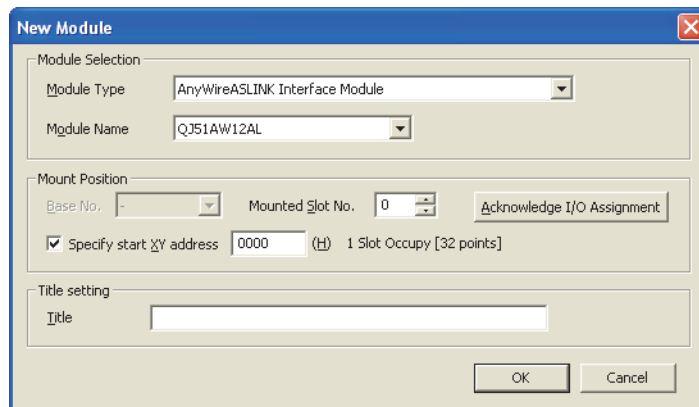 New Module
Module Selection
Module Type AnyWireASLINK Interface Module
Module Name QJ51AW12AL
Mount Position
Base No. - Mounted Slot No. 0 Acknowledge I/O Assignment
Specify start XY address 0000 (H) 1 Slot Occupy [32 points]
Title setting
Title
OK Cancel